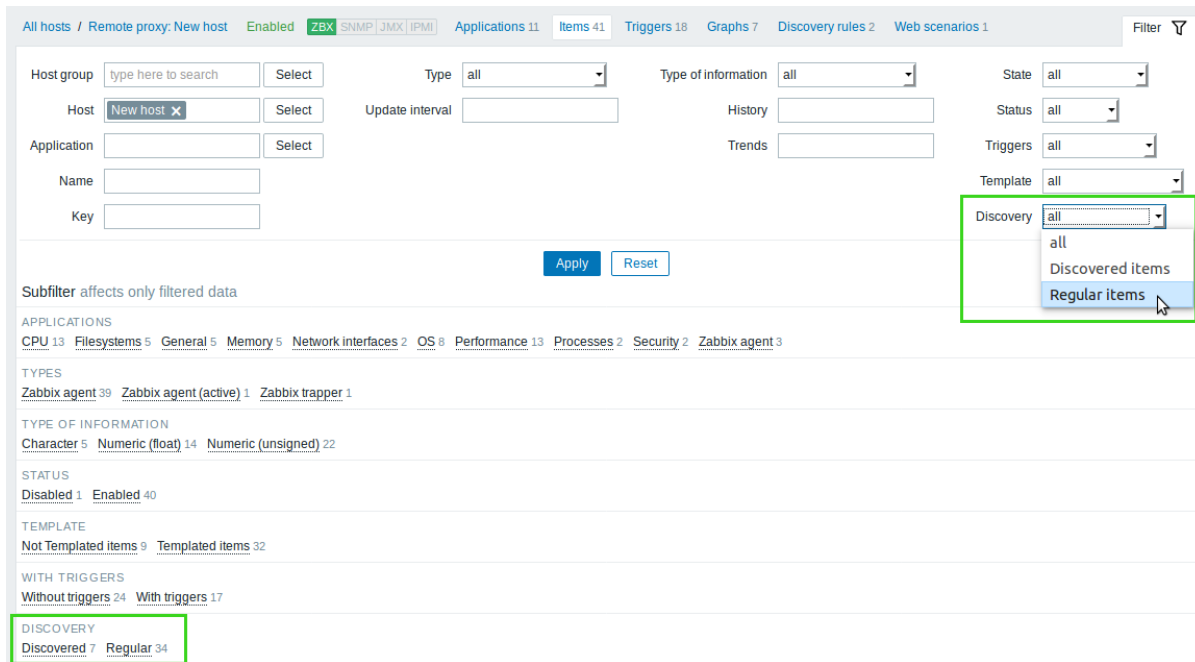 All hosts / Remote proxy: New host Enabled ZBX SNMP JMX IPMI Applications 11 Items 41 Triggers 18 Graphs 7 Discovery rules 2 Web scenarios 1 Filter
Host group type here to search Select Type all Type of information all State all
Host New host Select Update interval History Status all
Application Select Trends Triggers all
Name Template all
Key Discovery all
all
Discovered items
Regular items
Apply Reset
Subfilter affects only filtered data
APPLICATIONS
CPU 13 Filesystems 5 General 5 Memory 5 Network interfaces 2 OS 8 Performance 13 Processes 2 Security 2 Zabbix agent 3
TYPES
Zabbix agent 39 Zabbix agent (active) 1 Zabbix trapper 1
TYPE OF INFORMATION
Character 5 Numeric (float) 14 Numeric (unsigned) 22
STATUS
Disabled 1 Enabled 40
TEMPLATE
Not Templated items 9 Templated items 32
WITH TRIGGERS
Without triggers 24 With triggers 17
DISCOVERY
Discovered 7 Regular 34